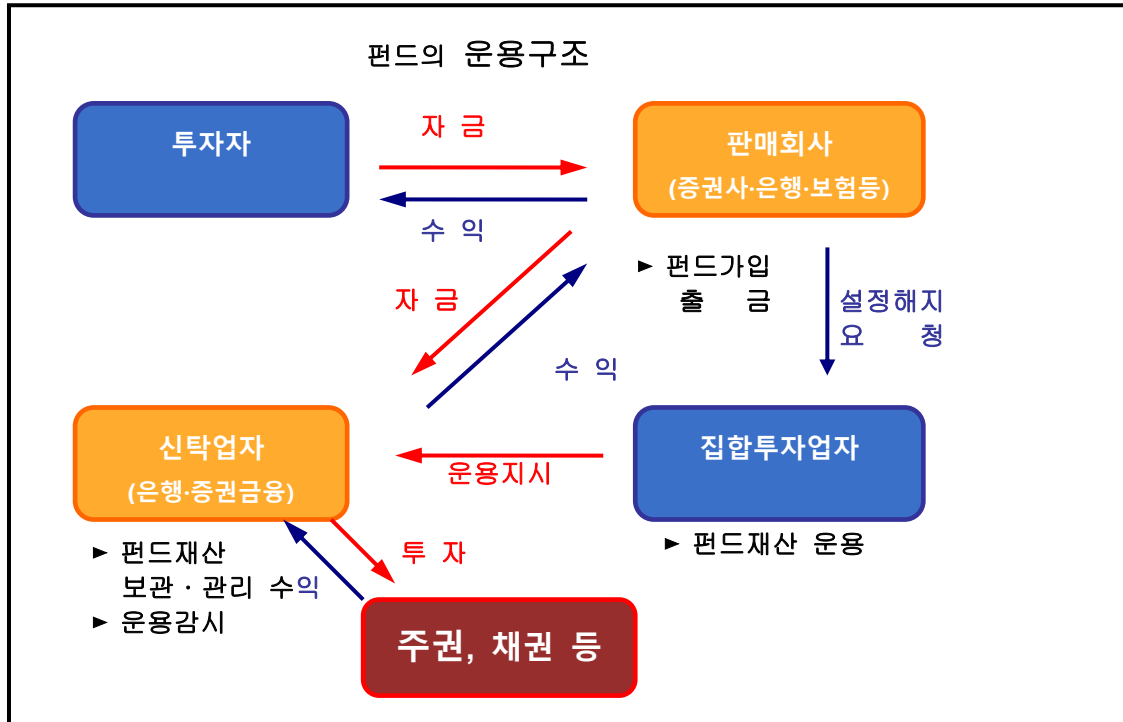 펀드의 운용구조
투자자
자 금
판매회사
(증권사·은행·보험등)
수 익
► 펀드가입
출 금
설정해지
요 청
자 금
수 익
신탁업자
(은행·증권금융)
운용지시
집합투자업자
► 펀드재산
보관·관리 수익
► 운용감시
투 자
► 펀드재산 운용
주권, 채권 등